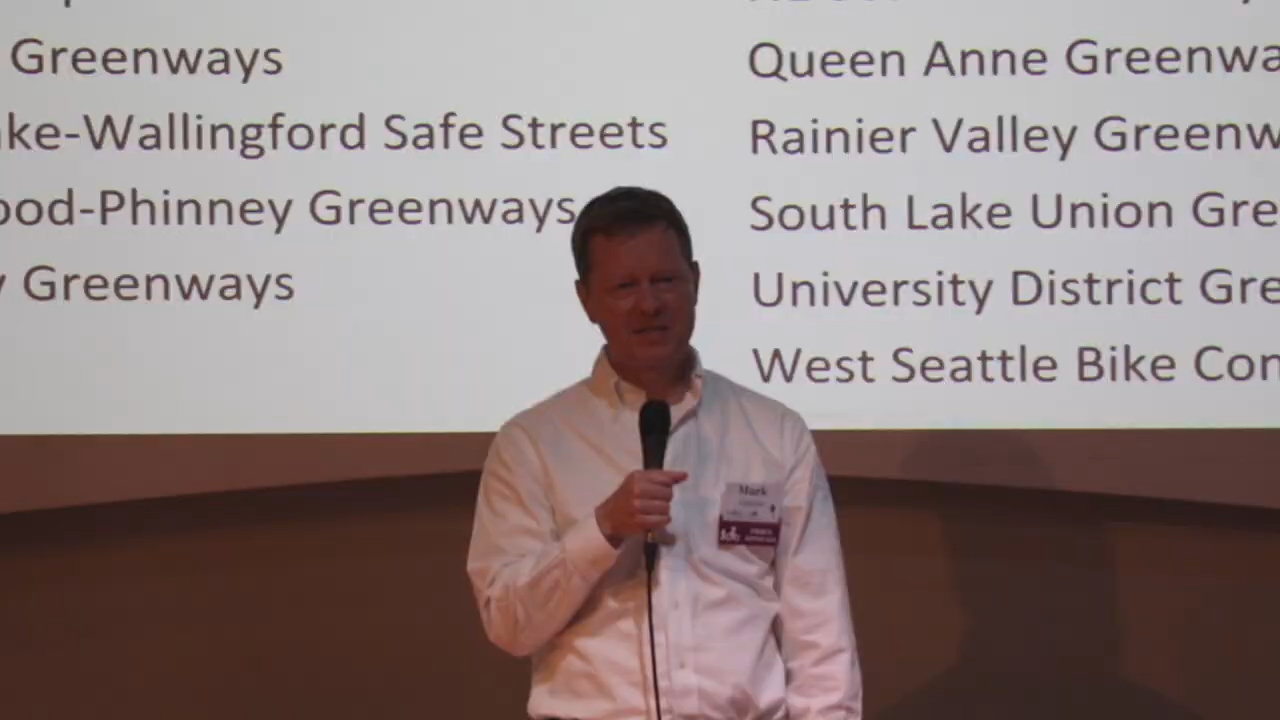 Greenways
ke-Wallingford Safe Streets
ood-Phinney Greenways
Greenways
Queen Anne Greenwa
Rainier Valley Greenw
South Lake Union Gre
University District Gre
West Seattle Bike Con
Mark